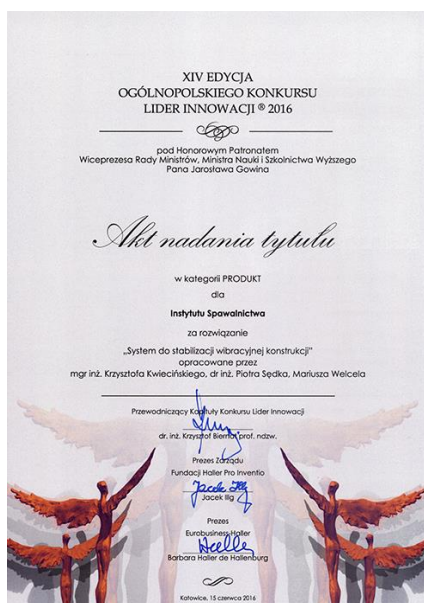 XIV EDYCJA
OGÓLNOPOLSKIEGO KONKURSU
LIDER INNOWACJI ® 2016
pod Honorowym Patronatem
Wiceprezesa Rady Ministrów, Ministra Nauki i Szkolnictwa Wyższego
Pana Jarosława Gowina
Akt nadania tytułu
w kategorii PRODUKT
dla
Instytutu Spawalnictwa
za rozwiązanie
„System do stabilizacji wibracyjnej konstrukcji"
opracowane przez
mgr inż. Krzysztofa Kwiecińskiego, dr inż. Piotra Sędka, Mariusza Welcela
Przewodniczący Kapituły Konkursu Lider Innowacji
dr. inż. Krzysztof Biernat prof. ndzw.
Prezes Zarządu
Fundacji Haller Pro Inventio
Jacek Illg
Jacek Illg
Prezes
Eurobusiness-Haller
Haller
Barbara Haller de Hallenburg
Katowice, 15 czerwca 2016